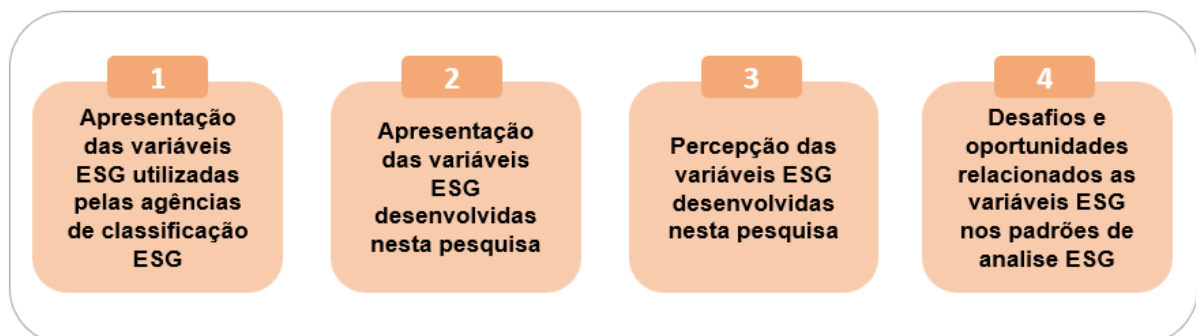 1
Apresentação
das variáveis
ESG utilizadas
pelas agências
de classificação
ESG
2
Apresentação
das variáveis
ESG
desenvolvidas
nesta pesquisa
3
Percepção das
variáveis ESG
desenvolvidas
nesta pesquisa
4
Desafios e
oportunidades
relacionados as
variáveis ESG
nos padrões de
analise ESG